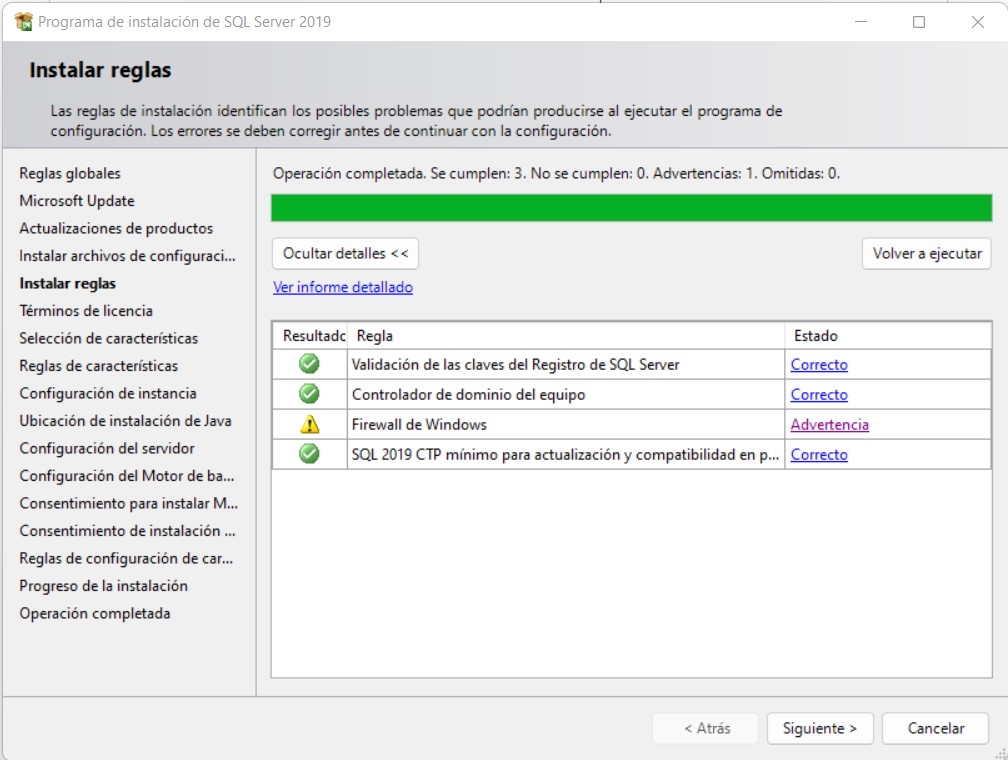 Programa de instalación de SQL Server 2019
Instalar reglas
Las reglas de instalación identifican los posibles problemas que podrían producirse al ejecutar el programa de
configuración. Los errores se deben corregir antes de continuar con la configuración.
Reglas globales
Microsoft Update
Actualizaciones de productos
Instalar archivos de configuraci...
Instalar reglas
Términos de licencia
Selección de características
Reglas de características
Configuración de instancia
Ubicación de instalación de Java
Configuración del servidor
Configuración del Motor de ba...
Consentimiento para instalar M...
Consentimiento de instalación ...
Reglas de configuración de car...
Progreso de la instalación
Operación completada
Operación completada. Se cumplen: 3. No se cumplen: 0. Advertencias: 1. Omitidas: 0.
Ocultar detalles <<
Volver a ejecutar
Ver informe detallado
Resultado Regla Estado
Validación de las claves del Registro de SQL Server Correcto
Controlador de dominio del equipo Correcto
Firewall de Windows Advertencia
SQL 2019 CTP mínimo para actualización y compatibilidad en p... Correcto
< Atrás Siguiente > Cancelar